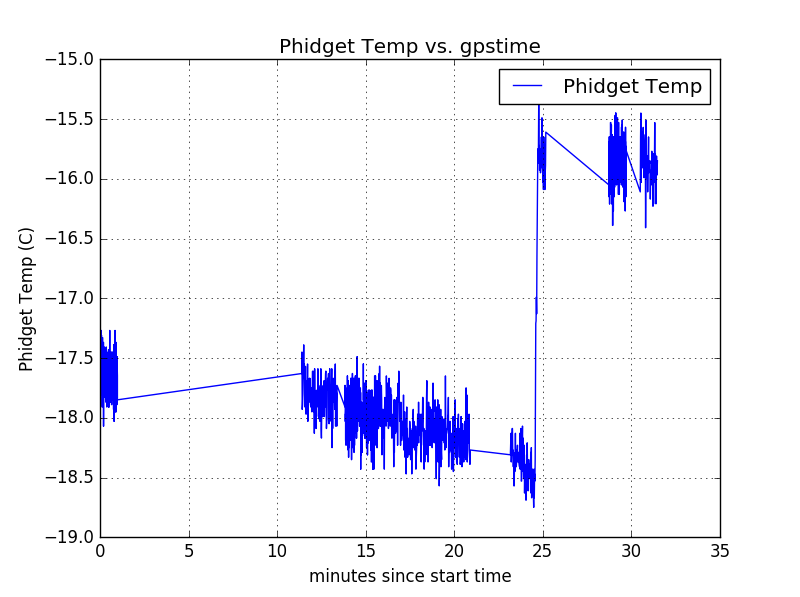 Phidget Temp vs. gpstime
Phidget Temp
−15.0
−15.5
−16.0
−16.5
−17.0
−17.5
−18.0
−18.5
−19.0
Phidget Temp (C)
0 5 10 15 20 25 30 35
minutes since start time